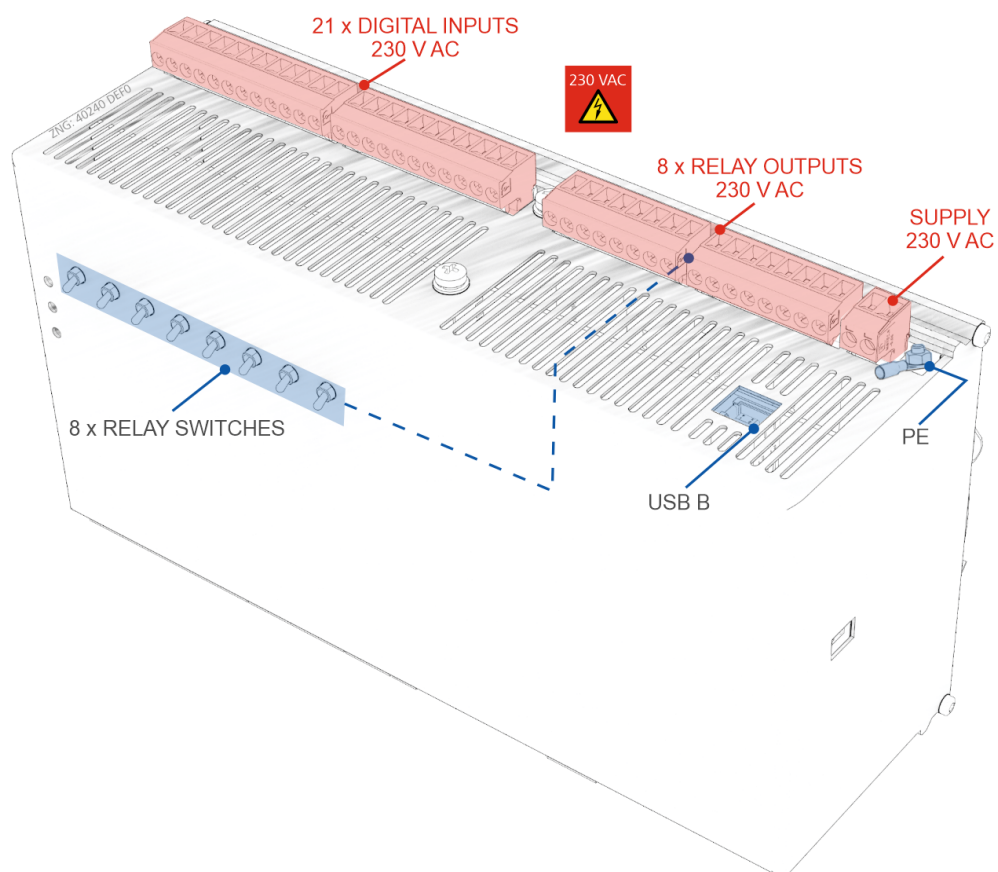 21 x DIGITAL INPUTS
230 V AC
230 VAC
ZNG: 40240 DEF0
8 x RELAY OUTPUTS
230 V AC
SUPPLY
230 V AC
8 x RELAY SWITCHES
PE
USB B